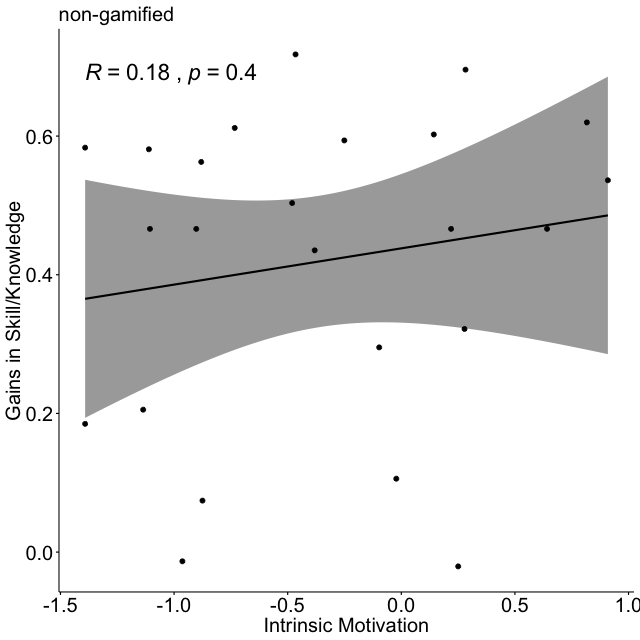 non-gamified
R = 0.18 , p = 0.4
Gains in Skill/Knowledge
0.6
0.4
0.2
0.0
-1.5 -1.0 -0.5 0.0 0.5 1.0
Intrinsic Motivation